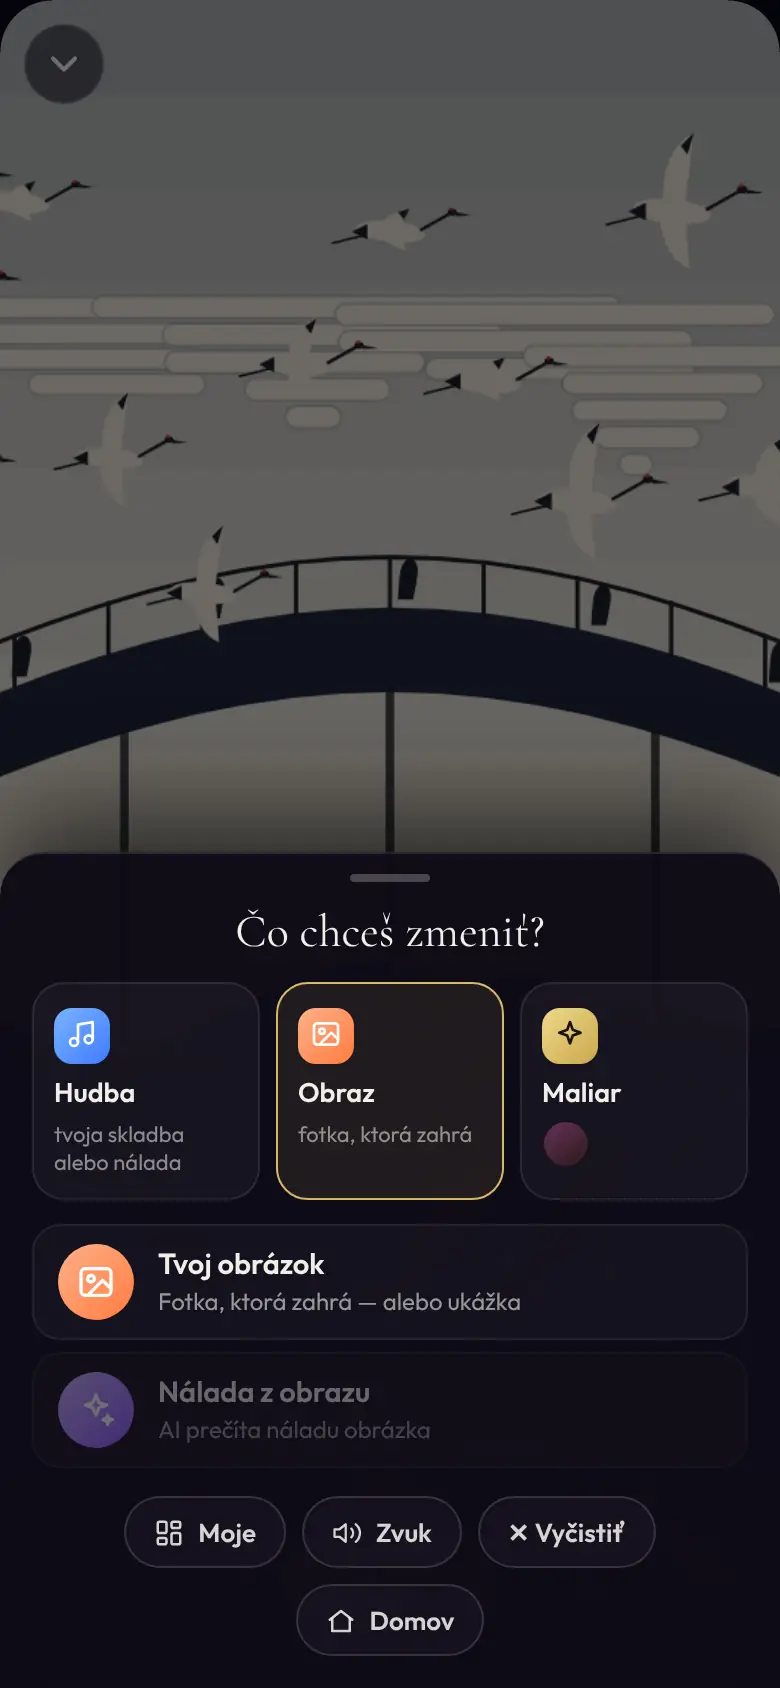 Čo chceš zmeniť?
Hudba
tvoja skladba
alebo nálada
Obraz
fotka, ktorá zahrá
Maliar
Tvoj obrázok
Fotka, ktorá zahrá — alebo ukážka
Nálada z obrazu
AI prečíta náladu obrázka
Moje
Zvuk
✕ Vyčistiť
Domov